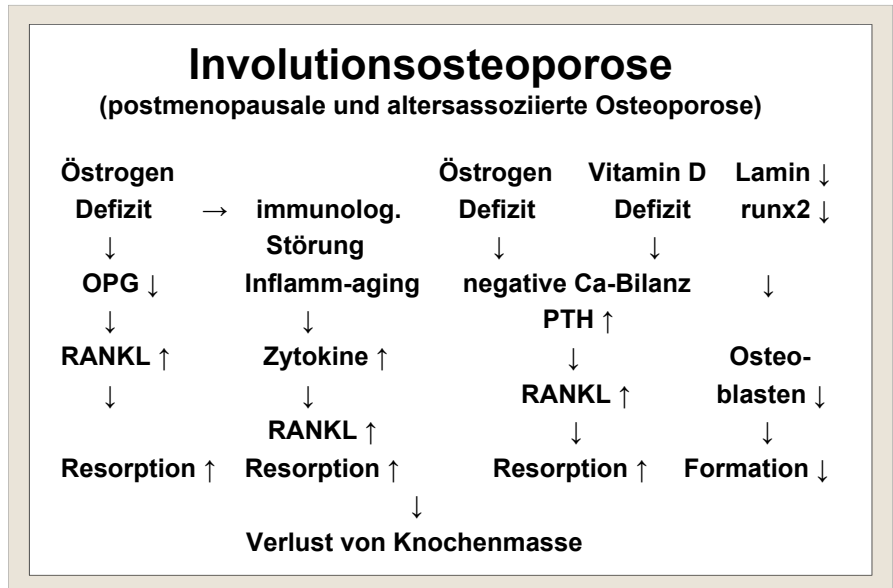 Involutionsosteoporose
(postmenopausale und altersassoziierte Osteoporose)
Östrogen Östrogen Vitamin D Lamin ↓
Defizit → immunolog. Defizit Defizit runx2 ↓
↓ Störung ↓ ↓
OPG ↓ Inflamm-aging negative Ca-Bilanz ↓
↓ ↓ PTH ↑
RANKL ↑ Zytokine ↑ ↓ Osteo-
↓ ↓ RANKL ↑ blasten ↓
RANKL ↑ ↓ ↓
Resorption ↑ Resorption ↑ Resorption ↑ Formation ↓
↓
Verlust von Knochenmasse